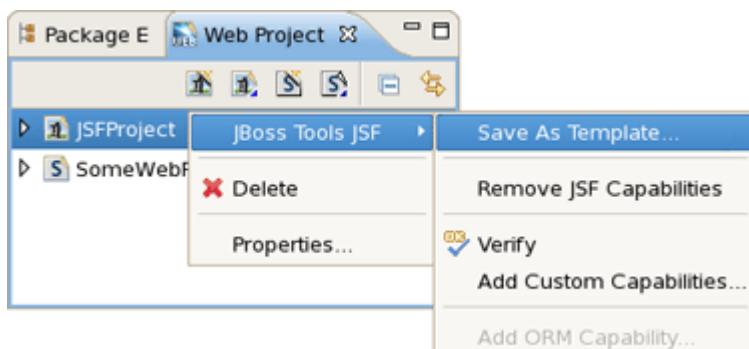 Package E
Web Project
JSFProject
JBoss Tools JSF
Save As Template...
SomeWeb
Delete
Remove JSF Capabilities
Properties...
Verify
Add Custom Capabilities...
Add ORM Capability...